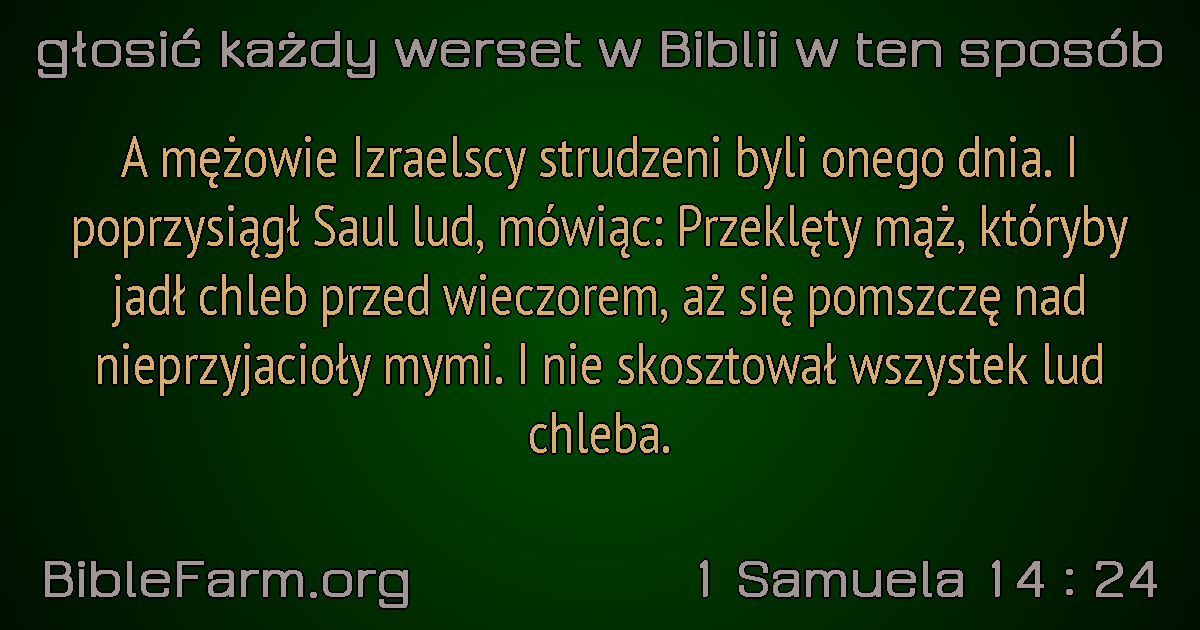 głosić każdy werset w Biblii w ten sposób
A mężowie Izraelscy strudzeni byli onego dnia. I
poprzysiągł Saul lud, mówiąc: Przeklęty mąż, któryby
jadł chleb przed wieczorem, aż się pomszczę nad
nieprzyjacioły mymi. I nie skosztował wszystek lud
chleba.
BibleFarm.org
1 Samuela 14 : 24